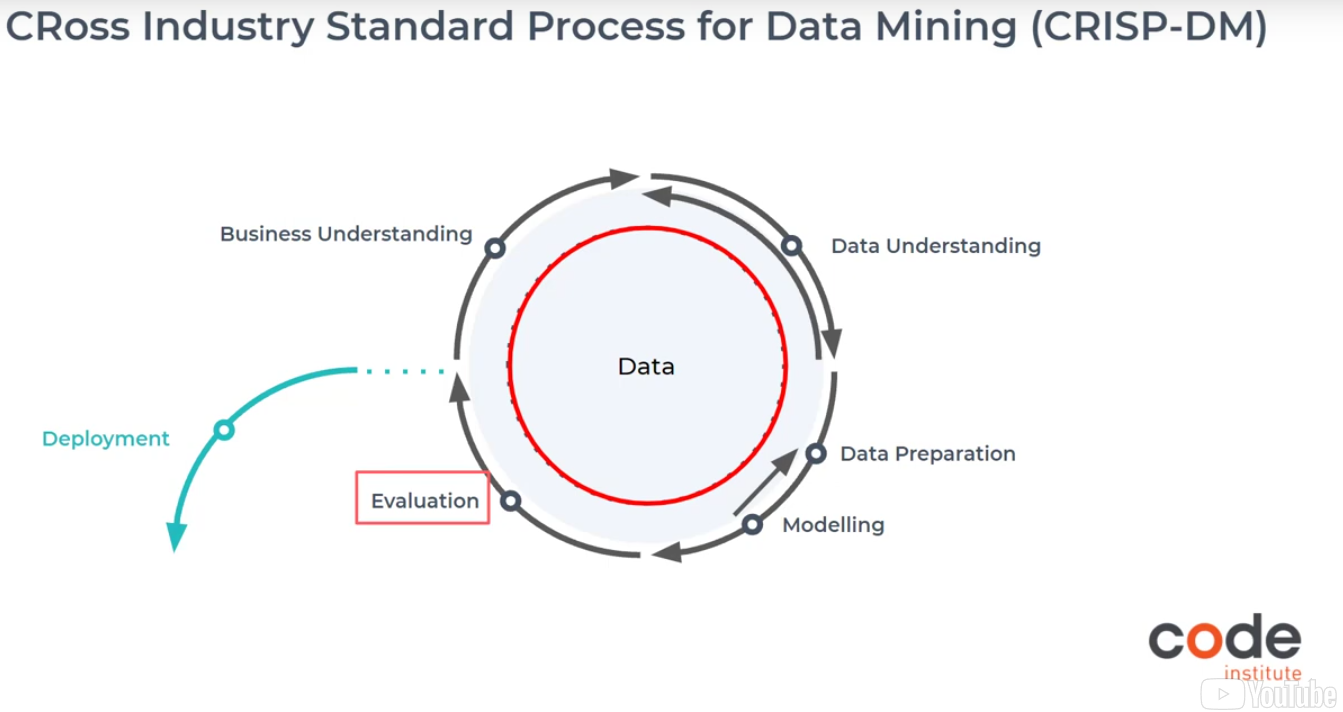 CRoss Industry Standard Process for Data Mining (CRISP-DM)
Business Understanding
Data Understanding
Data
Deployment
Data Preparation
Evaluation
Modelling
code
institute
YouTube